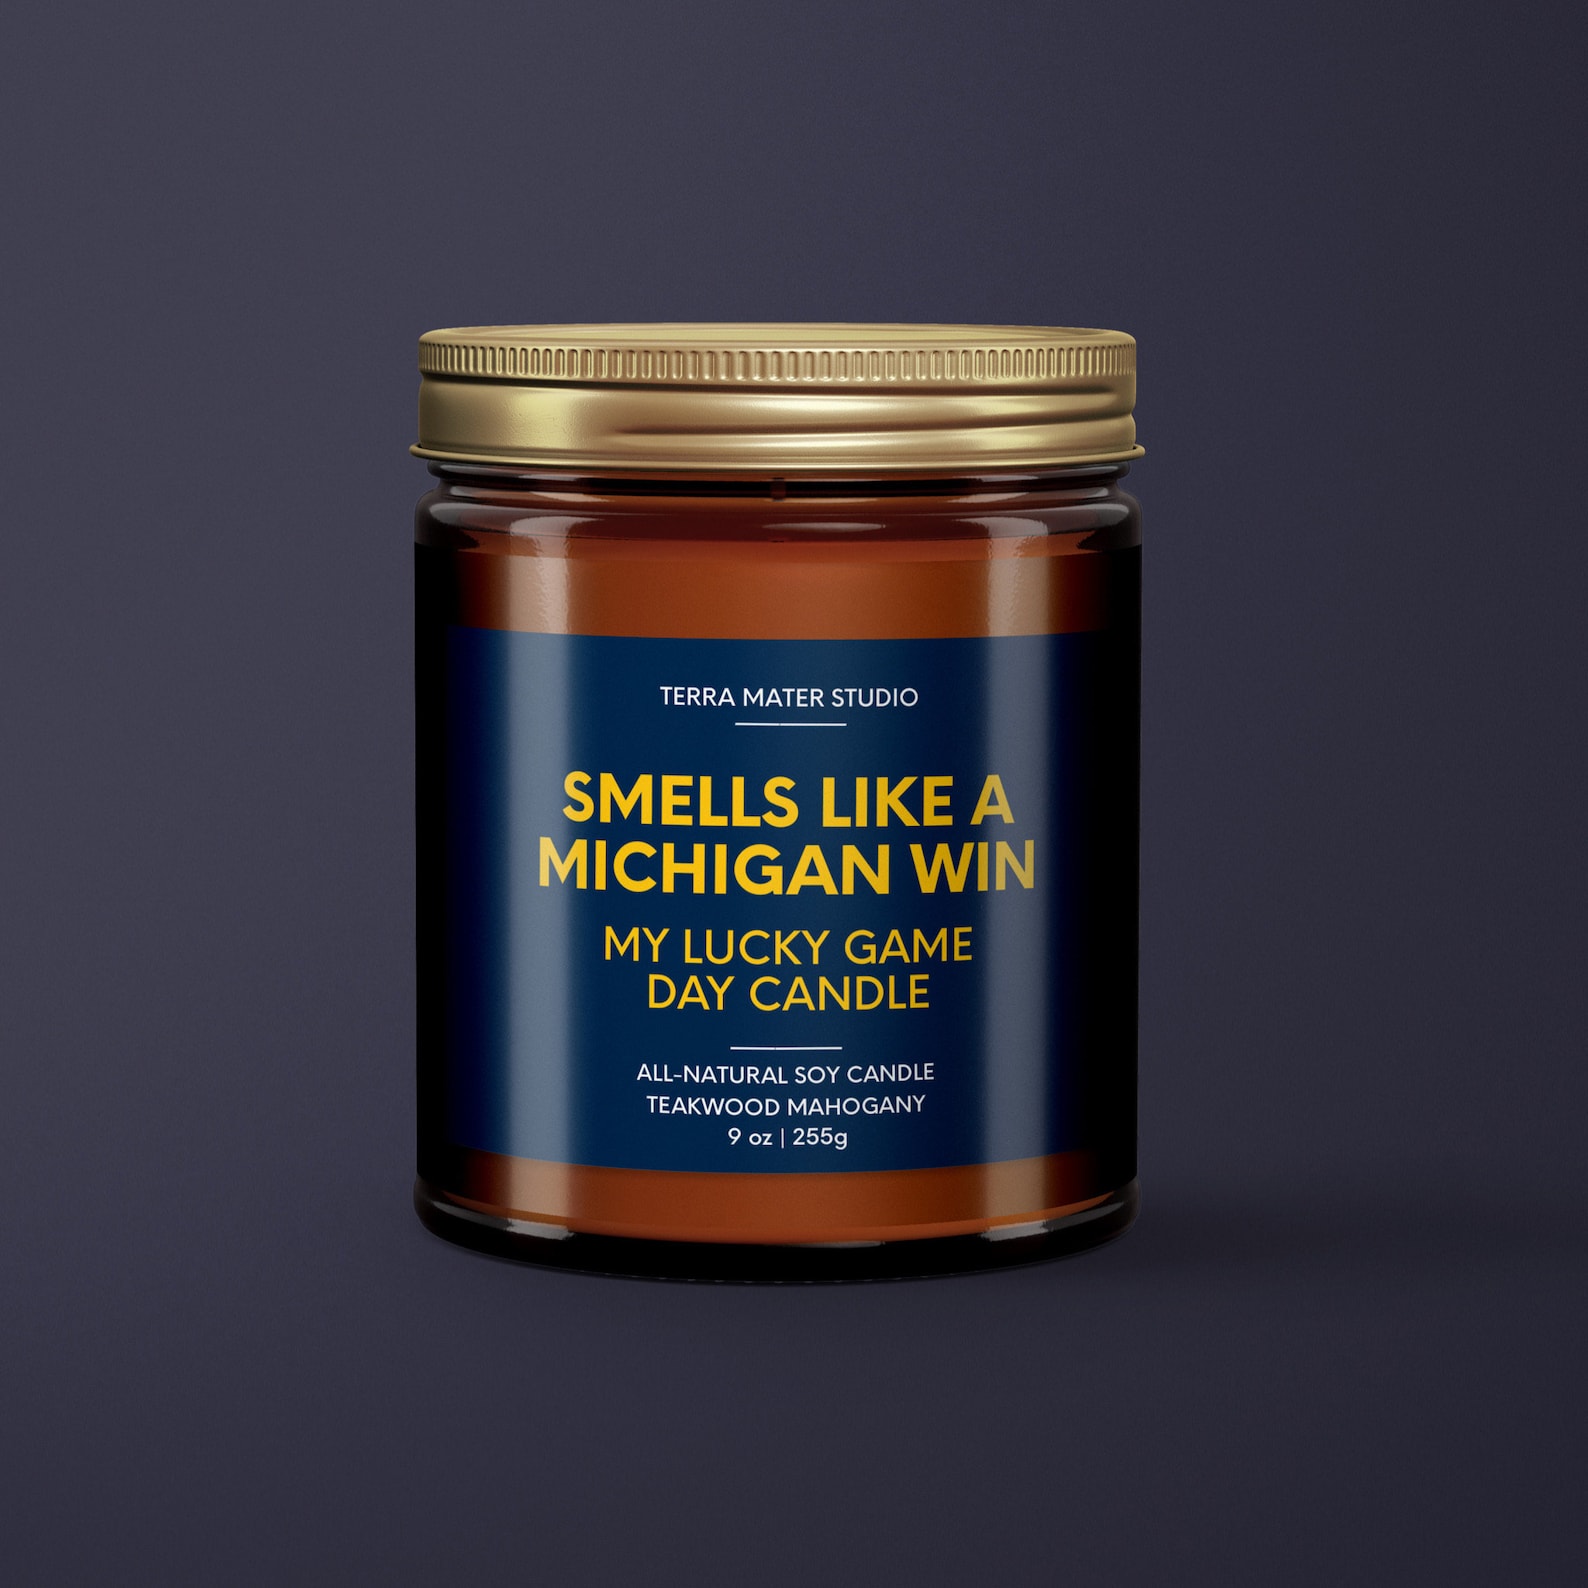 TERRA MATER STUDIO
SMELLS LIKE A
MICHIGAN WIN
MY LUCKY GAME
DAY CANDLE
ALL-NATURAL SOY CANDLE
TEAKWOOD MAHOGANY
9 oz | 255g